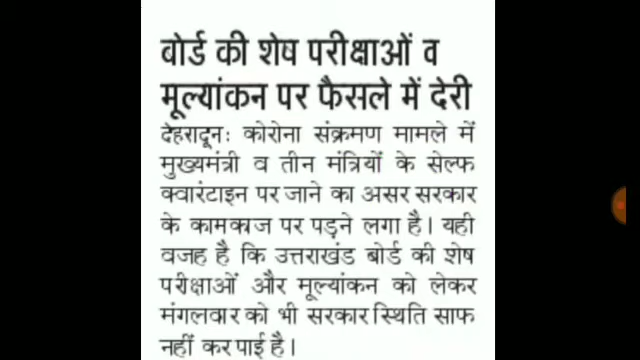 बोर्ड की शेष परीक्षाओं व
मूल्यांकन पर फैसले में देरी
देहरादूनः कोरोना संक्रमण मामले में
मुख्यमंत्री व तीन मंत्रियों के सेल्फ
क्वारंटाइन पर जाने का असर सरकार
के कामकाज पर पड़ने लगा है। यही
वजह है कि उत्तराखंड बोर्ड की शेष
परीक्षाओं और मूल्यांकन को लेकर
मंगलवार को भी सरकार स्थिति साफ
नहीं कर पाई है।